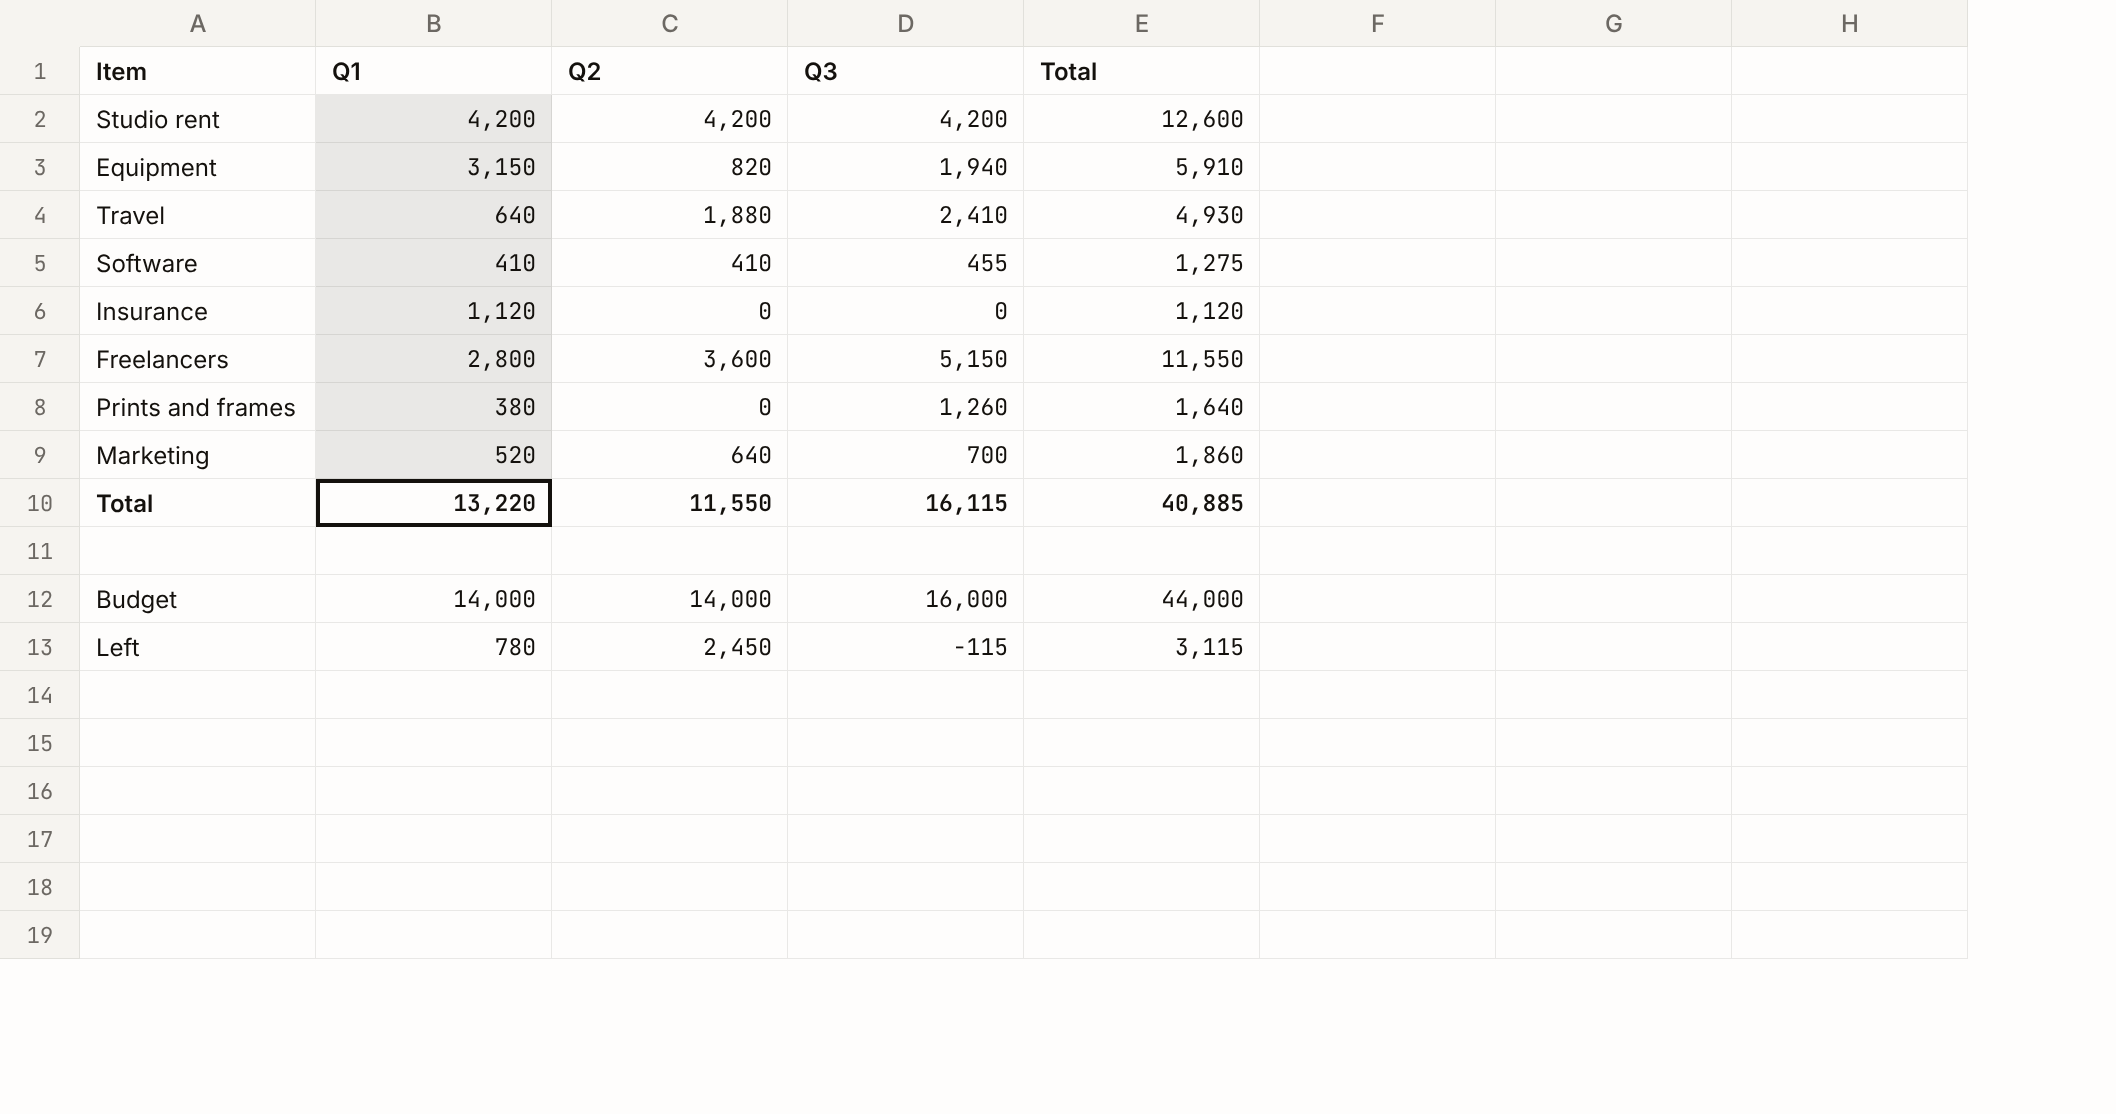 A B C D E F G H
1 Item Q1 Q2 Q3 Total
2 Studio rent 4,200 4,200 4,200 12,600
3 Equipment 3,150 820 1,940 5,910
4 Travel 640 1,880 2,410 4,930
5 Software 410 410 455 1,275
6 Insurance 1,120 0 0 1,120
7 Freelancers 2,800 3,600 5,150 11,550
8 Prints and frames 380 0 1,260 1,640
9 Marketing 520 640 700 1,860
10 Total 13,220 11,550 16,115 40,885
11
12 Budget 14,000 14,000 16,000 44,000
13 Left 780 2,450 -115 3,115
14
15
16
17
18
19